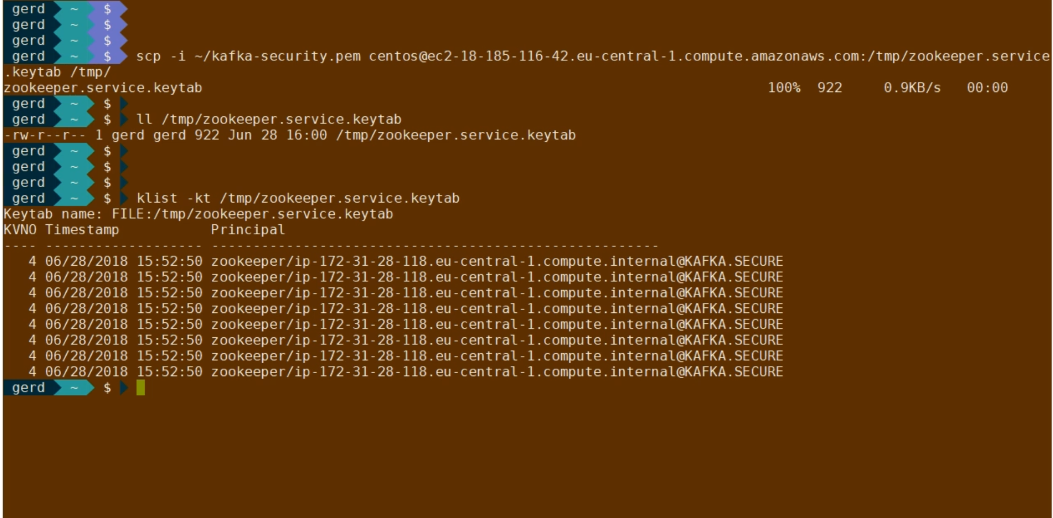 gerd ~ $
gerd ~ $
gerd ~ $
gerd ~ $ scp -i ~/kafka-security.pem centos@ec2-18-185-116-42.eu-central-1.compute.amazonaws.com:/tmp/zookeeper.service
.keytab /tmp/
zookeeper.service.keytab 100% 922 0.9KB/s 00:00
gerd ~ $
gerd ~ $ ll /tmp/zookeeper.service.keytab
-rw-r--r-- 1 gerd gerd 922 Jun 28 16:00 /tmp/zookeeper.service.keytab
gerd ~ $
gerd ~ $
gerd ~ $
gerd ~ $ klist -kt /tmp/zookeeper.service.keytab
Keytab name: FILE:/tmp/zookeeper.service.keytab
KVNO Timestamp Principal
---- ------------------- ------------------------------------------------------
4 06/28/2018 15:52:50 zookeeper/ip-172-31-28-118.eu-central-1.compute.internal@KAFKA.SECURE
4 06/28/2018 15:52:50 zookeeper/ip-172-31-28-118.eu-central-1.compute.internal@KAFKA.SECURE
4 06/28/2018 15:52:50 zookeeper/ip-172-31-28-118.eu-central-1.compute.internal@KAFKA.SECURE
4 06/28/2018 15:52:50 zookeeper/ip-172-31-28-118.eu-central-1.compute.internal@KAFKA.SECURE
4 06/28/2018 15:52:50 zookeeper/ip-172-31-28-118.eu-central-1.compute.internal@KAFKA.SECURE
4 06/28/2018 15:52:50 zookeeper/ip-172-31-28-118.eu-central-1.compute.internal@KAFKA.SECURE
4 06/28/2018 15:52:50 zookeeper/ip-172-31-28-118.eu-central-1.compute.internal@KAFKA.SECURE
4 06/28/2018 15:52:50 zookeeper/ip-172-31-28-118.eu-central-1.compute.internal@KAFKA.SECURE
gerd ~ $